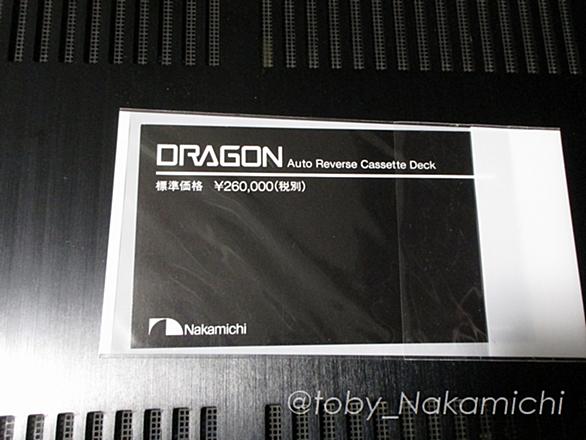 DRAGON Auto Reverse Cassette Deck
標準価格 ¥260,000(税別)
Nakamichi
@toby_Nakamichi